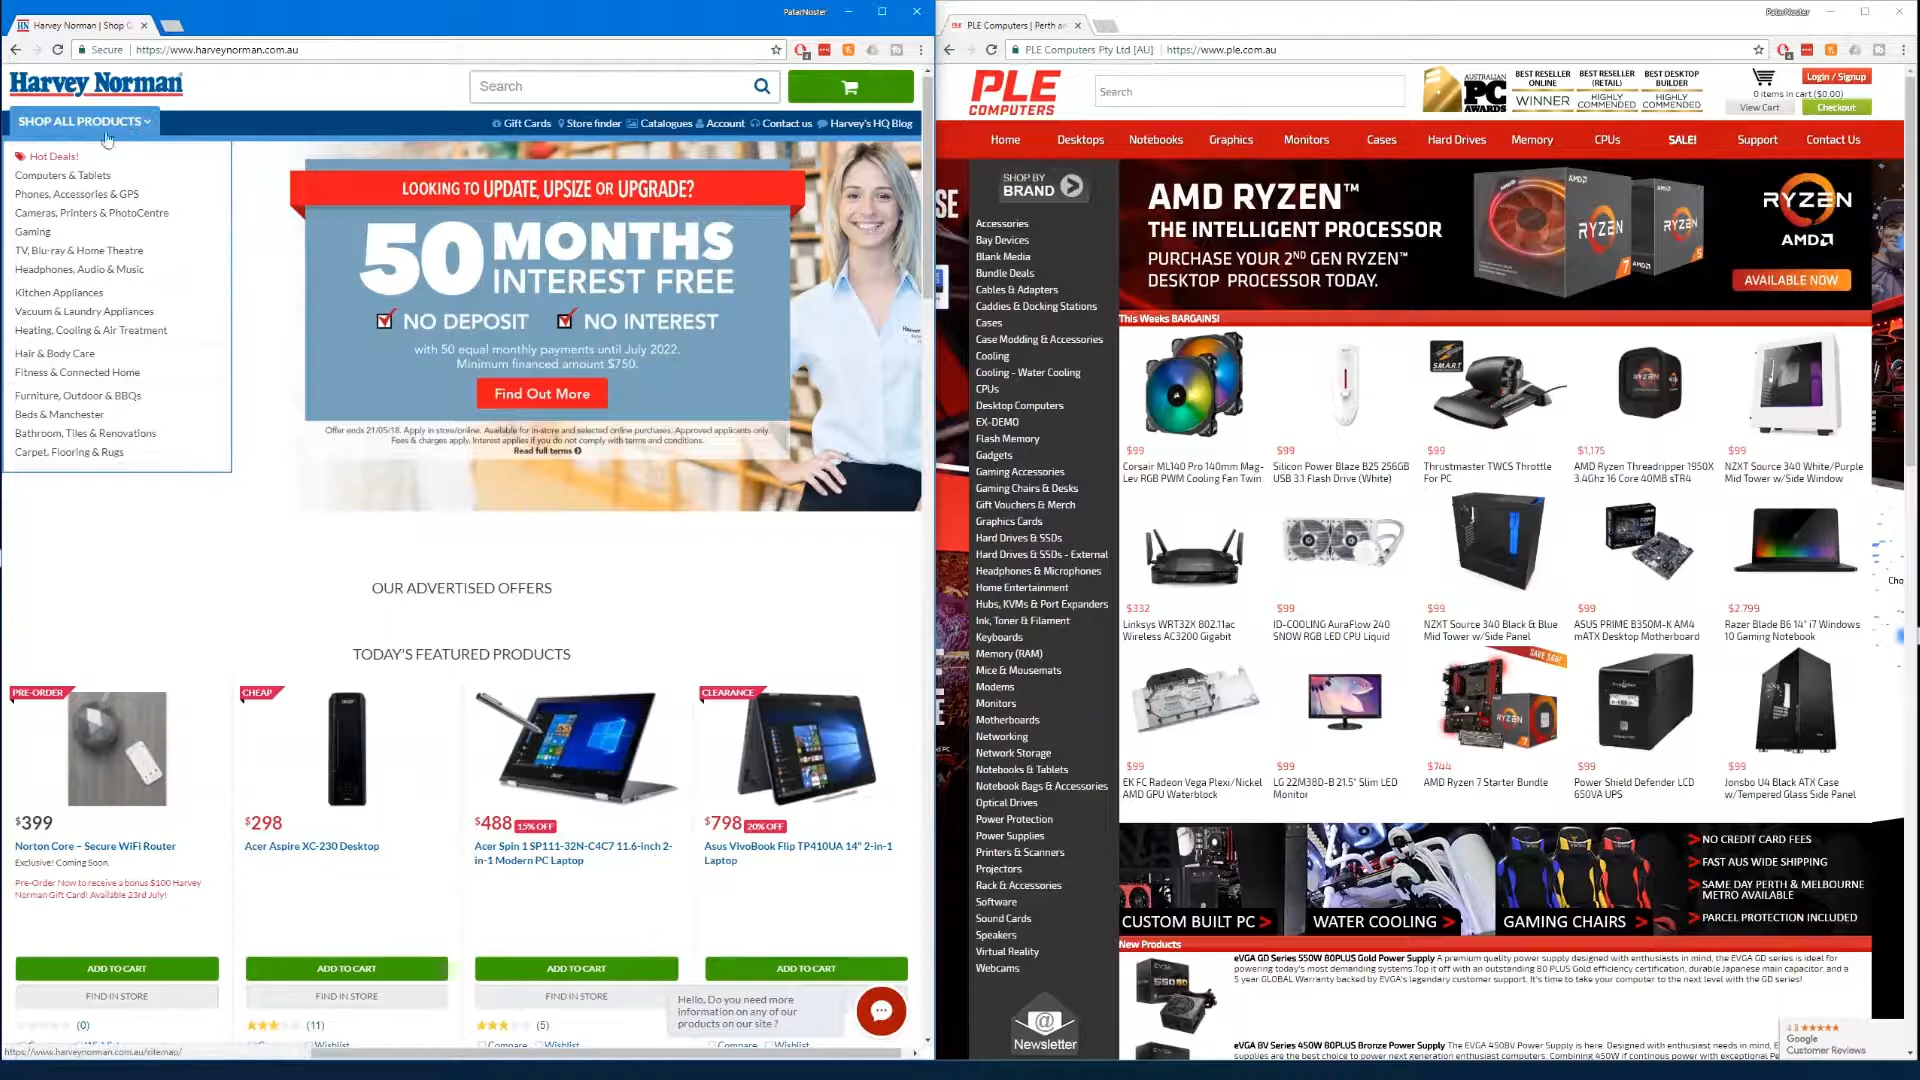 Harvey Norman | Shop C
PatarNoster
Secure
https://www.harveynorman.com.au
Harvey Norman
Search
SHOP ALL PRODUCTS
Gift Cards
Store finder
Catalogues
Account
Contact us
Harvey's HQ Blog
Hot Deals!
Computers & Tablets
Phones, Accessories & GPS
Cameras, Printers & PhotoCentre
Gaming
TV, Blu-ray & Home Theatre
Headphones, Audio & Music
Kitchen Appliances
Vacuum & Laundry Appliances
Heating, Cooling & Air Treatment
Hair & Body Care
Fitness & Connected Home
Furniture, Outdoor & BBQs
Beds & Manchester
Bathroom, Tiles & Renovations
Carpet, Flooring & Rugs
LOOKING TO UPDATE, UPSIZE OR UPGRADE?
50 MONTHS
INTEREST FREE
NO DEPOSIT
NO INTEREST
with 50 equal monthly payments until July 2022.
Minimum financed amount $750.
Find Out More
Offer ends 21/05/18. Apply in store/online. Available for in-store and selected online purchases. Approved applicants only.
Fees & charges apply. Interest applies if you do not comply with terms and conditions.
Read full terms
OUR ADVERTISED OFFERS
TODAY'S FEATURED PRODUCTS
PRE-ORDER
$399
Norton Core – Secure WiFi Router
Exclusive! Coming Soon.
Pre-Order Now to receive a bonus $100 Harvey
Norman Gift Card! Available 23rd July!
ADD TO CART
FIND IN STORE
(0)
CHEAP
$298
Acer Aspire XC-230 Desktop
ADD TO CART
FIND IN STORE
(11)
Wishlist
$488 15% OFF
Acer Spin 1 SP111-32N-C4C7 11.6-inch 2-
in-1 Modern PC Laptop
ADD TO CART
FIND IN STORE
(5)
Compare
Wishlist
CLEARANCE
$798 20% OFF
Asus VivoBook Flip TP410UA 14" 2-in-1
Laptop
ADD TO CART
Compare
Wishlist
Hello, Do you need more
information on any of our
products on our site ?
https://www.harveynorman.com.au/sitemap/
PLE Computers | Perth a
PatarNoster
PLE Computers Pty Ltd [AU]
https://www.ple.com.au
PLE
COMPUTERS
Search
AUSTRALIAN
PC
AWARDS
BEST RESELLER
ONLINE
WINNER
BEST RESELLER
(RETAIL)
HIGHLY
COMMENDED
BEST DESKTOP
BUILDER
HIGHLY
COMMENDED
Login / Signup
0 items in cart ($0.00)
View Cart
Checkout
Home
Desktops
Notebooks
Graphics
Monitors
Cases
Hard Drives
Memory
CPUs
SALE!
Support
Contact Us
SHOP BY
BRAND
Accessories
Bay Devices
Blank Media
Bundle Deals
Cables & Adapters
Caddies & Docking Stations
Cases
Case Modding & Accessories
Cooling
Cooling - Water Cooling
CPUs
Desktop Computers
EX-DEMO
Flash Memory
Gadgets
Gaming Accessories
Gaming Chairs & Desks
Gift Vouchers & Merch
Graphics Cards
Hard Drives & SSDs
Hard Drives & SSDs - External
Headphones & Microphones
Home Entertainment
Hubs, KVMs & Port Expanders
Ink, Toner & Filament
Keyboards
Memory (RAM)
Mice & Mousemats
Modems
Monitors
Motherboards
Networking
Network Storage
Notebooks & Tablets
Notebook Bags & Accessories
Optical Drives
Power Protection
Power Supplies
Printers & Scanners
Projectors
Rack & Accessories
Software
Sound Cards
Speakers
Virtual Reality
Webcams
Newsletter
AMD RYZEN™
THE INTELLIGENT PROCESSOR
PURCHASE YOUR 2ND GEN RYZEN™
DESKTOP PROCESSOR TODAY.
RYZEN
AMD
AVAILABLE NOW
This Weeks BARGAINS!
$99
Corsair ML140 Pro 140mm Mag-
Lev RGB PWM Cooling Fan Twin
$99
Silicon Power Blaze B25 256GB
USB 3.1 Flash Drive (White)
$99
Thrustmaster TWCS Throttle
For PC
$1,175
AMD Ryzen Threadripper 1950X
3.4Ghz 16 Core 40MB sTR4
$99
NZXT Source 340 White/Purple
Mid Tower w/Side Window
$332
Linksys WRT32X 802.11ac
Wireless AC3200 Gigabit
$99
ID-COOLING AuraFlow 240
SNOW RGB LED CPU Liquid
$99
NZXT Source 340 Black & Blue
Mid Tower w/Side Panel
$99
ASUS PRIME B350M-K AM4
mATX Desktop Motherboard
$2,799
Razer Blade B6 14" i7 Windows
10 Gaming Notebook
$99
EK FC Radeon Vega Plexi/Nickel
AMD GPU Waterblock
$99
LG 22M38D-B 21.5" Slim LED
Monitor
$744
AMD Ryzen 7 Starter Bundle
$99
Power Shield Defender LCD
650VA UPS
$99
Jonsbo U4 Black ATX Case
w/Tempered Glass Side Panel
CUSTOM BUILT PC
WATER COOLING
GAMING CHAIRS
NO CREDIT CARD FEES
FAST AUS WIDE SHIPPING
SAME DAY PERTH & MELBOURNE
METRO AVAILABLE
PARCEL PROTECTION INCLUDED
New Products
eVGA GD Series 550W 80PLUS Gold Power Supply A premium quality power supply designed with enthusiasts in mind, the EVGA GD series is ideal for
powering today's most demanding systems.Top it off with an outstanding 80 PLUS Gold efficiency certification, durable Japanese main capacitor, and a
5 year GLOBAL Warranty backed by EVGA's legendary customer support. It's time to take your computer to the next level with the GD series!
eVGA BV Series 450W 80PLUS Bronze Power Supply The EVGA 450BV Power Supply is here. Designed with enthusiast needs in mind, E
supplies are the best choice to power next generation enthusiast computers. Combining 450W if continous power with exceptional Pe
4.8
Google
Customer Reviews